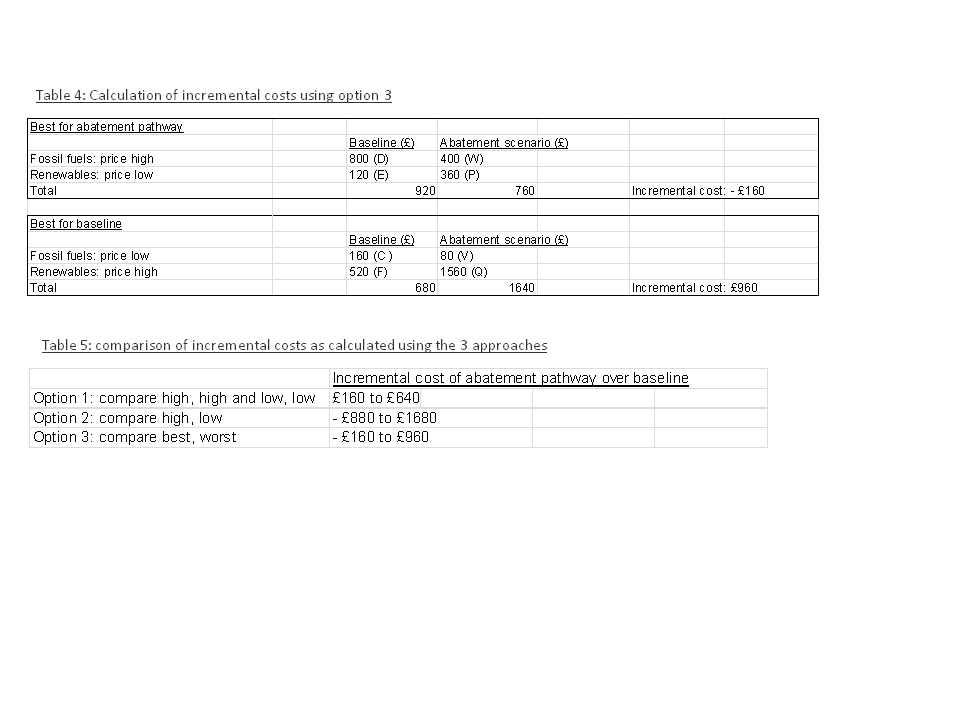 Table 4: Calculation of incremental costs using option 3
Best for abatement pathway
Baseline (£) Abatement scenario (£)
Fossil fuels: price high 800 (D) 400 (W)
Renewables: price low 120 (E) 360 (P)
Total 920 760 Incremental cost: - £160
Best for baseline
Baseline (£) Abatement scenario (£)
Fossil fuels: price low 160 (C ) 80 (V)
Renewables: price high 520 (F) 1560 (Q)
Total 680 1640 Incremental cost: £960
Table 5: comparison of incremental costs as calculated using the 3 approaches
Incremental cost of abatement pathway over baseline
Option 1: compare high, high and low, low £160 to £640
Option 2: compare high, low - £880 to £1680
Option 3: compare best, worst - £160 to £960